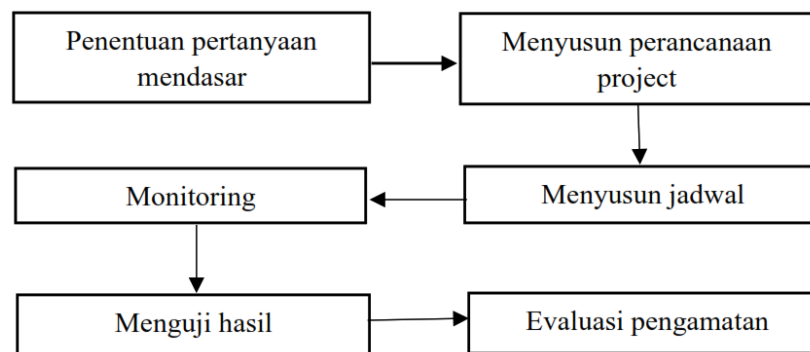 Penentuan pertanyaan
mendasar
Menyusun perancanaan
project
Menyusun jadwal
Monitoring
Menguji hasil
Evaluasi pengamatan